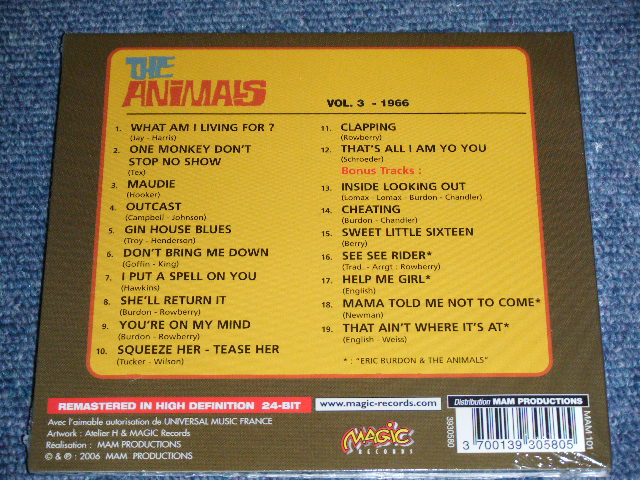 THE
ANIMALS
VOL. 3 - 1966
1. WHAT AM I LIVING FOR ?
(Jay - Harris)
2. ONE MONKEY DON'T
STOP NO SHOW
(Tex)
3. MAUDIE
(Hooker)
4. OUTCAST
(Campbell - Johnson)
5. GIN HOUSE BLUES
(Troy - Henderson)
6. DON'T BRING ME DOWN
(Goffin - King)
7. I PUT A SPELL ON YOU
(Hawkins)
8. SHE'LL RETURN IT
(Burdon - Rowberry)
9. YOU'RE ON MY MIND
(Burdon - Rowberry)
10. SQUEEZE HER - TEASE HER
(Tucker - Wilson)
11. CLAPPING
(Rowberry)
12. THAT'S ALL I AM YO YOU
(Schroeder)
Bonus Tracks :
13. INSIDE LOOKING OUT
(Lomax - Lomax - Burdon - Chandler)
14. CHEATING
(Burdon - Chandler)
15. SWEET LITTLE SIXTEEN
(Berry)
16. SEE SEE RIDER*
(Trad. - Arrgt : Rowberry)
17. HELP ME GIRL*
(English)
18. MAMA TOLD ME NOT TO COME*
(Newman)
19. THAT AIN'T WHERE IT'S AT*
(English - Weiss)
* : "ERIC BURDON & THE ANIMALS"
REMASTERED IN HIGH DEFINITION 24-BIT
www.magic-records.com
Distribution MAM PRODUCTIONS
Avec l'aimable autorisation de UNIVERSAL MUSIC FRANCE
Artwork : Atelier H & MAGIC Records
Réalisation : MAM PRODUCTIONS
© & ℗ : 2006 MAM PRODUCTIONS
MAGIC
RECORDS
3930580
3 700139 305805
MAM 101